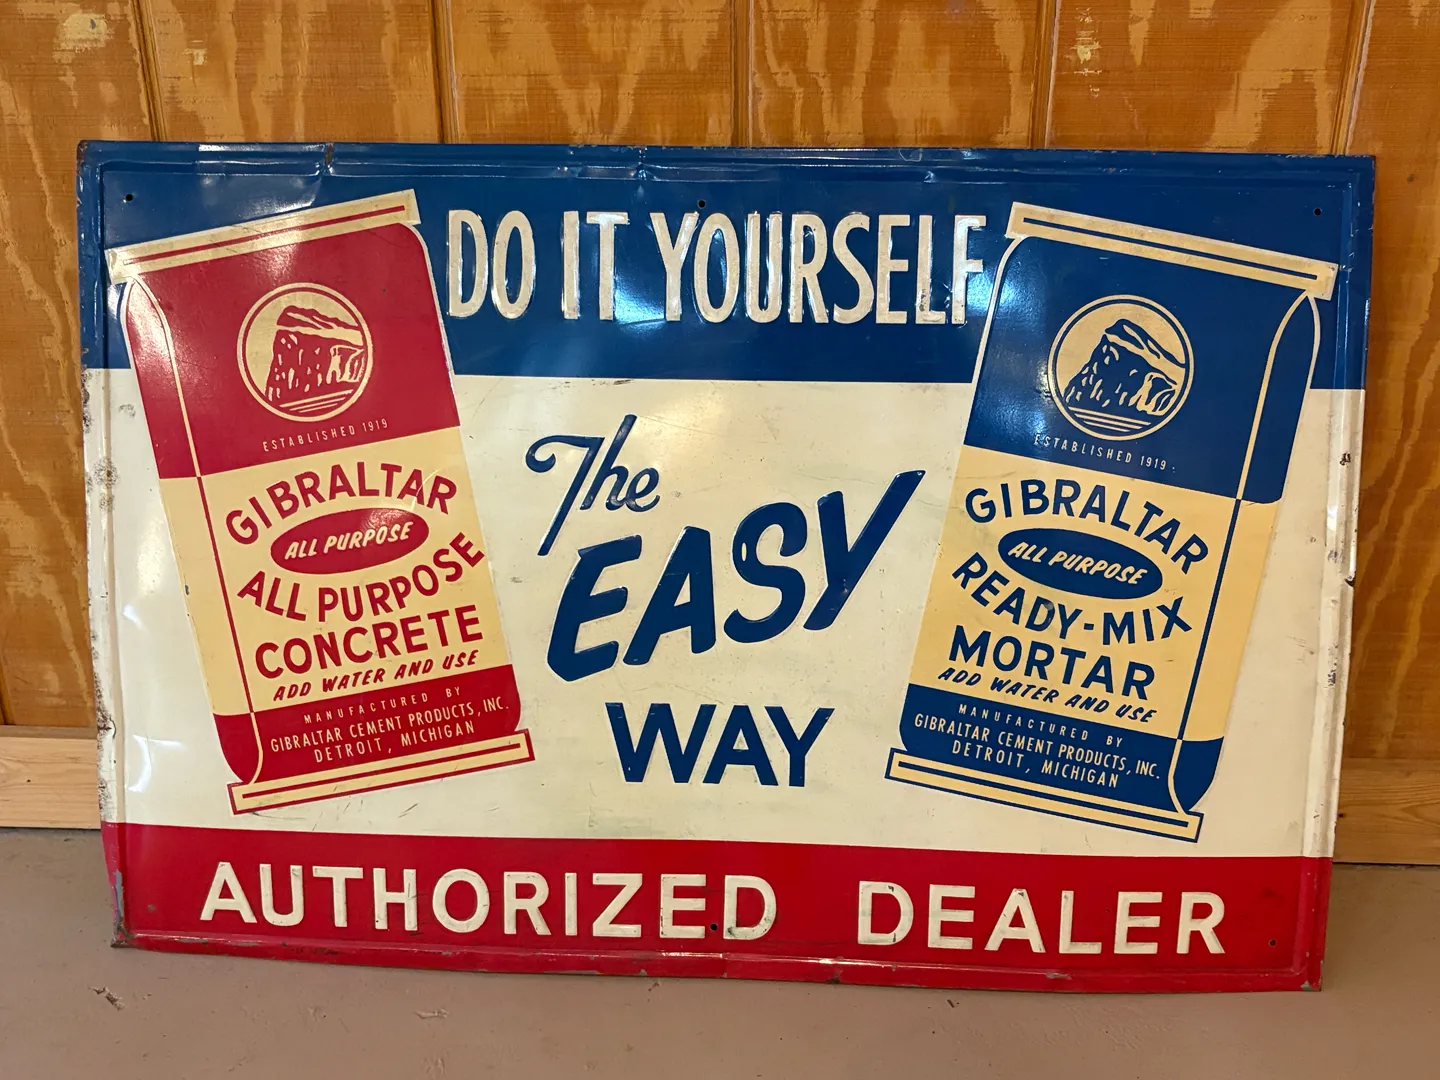 DO IT YOURSELF
The
EASY
WAY
ESTABLISHED 1919
GIBRALTAR
ALL PURPOSE
ALL PURPOSE
CONCRETE
ADD WATER AND USE
MANUFACTURED BY
GIBRALTAR CEMENT PRODUCTS, INC.
DETROIT, MICHIGAN
ESTABLISHED 1919
GIBRALTAR
ALL PURPOSE
READY-MIX
MORTAR
ADD WATER AND USE
MANUFACTURED BY
GIBRALTAR CEMENT PRODUCTS, INC.
DETROIT, MICHIGAN
AUTHORIZED DEALER